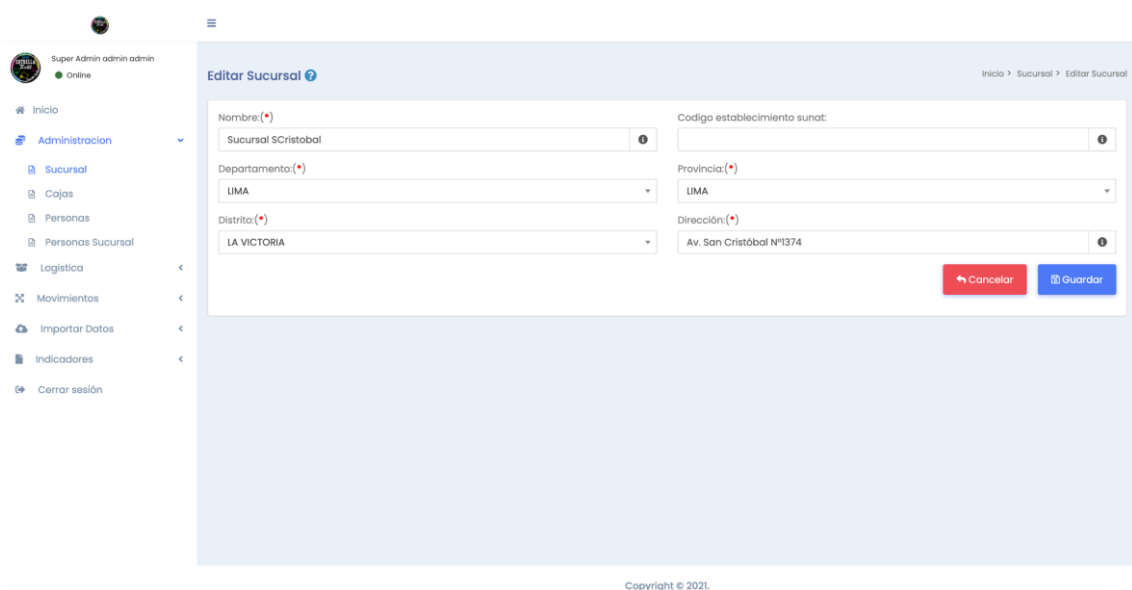 Super Admin admin admin
Online
Inicio
Administracion
Sucursal
Cajas
Personas
Personas Sucursal
Logistica
Movimientos
Importar Datos
Indicadores
Cerrar sesión
Editar Sucursal
Inicio > Sucursal > Editar Sucursal
Nombre:(*)
Codigo establecimiento sunat:
Sucursal SCristobal
Departamento:(*)
Provincia:(*)
LIMA
LIMA
Distrito:(*)
Dirección:(*)
LA VICTORIA
Av. San Cristóbal N°1374
Cancelar
Guardar
Copyright © 2021.